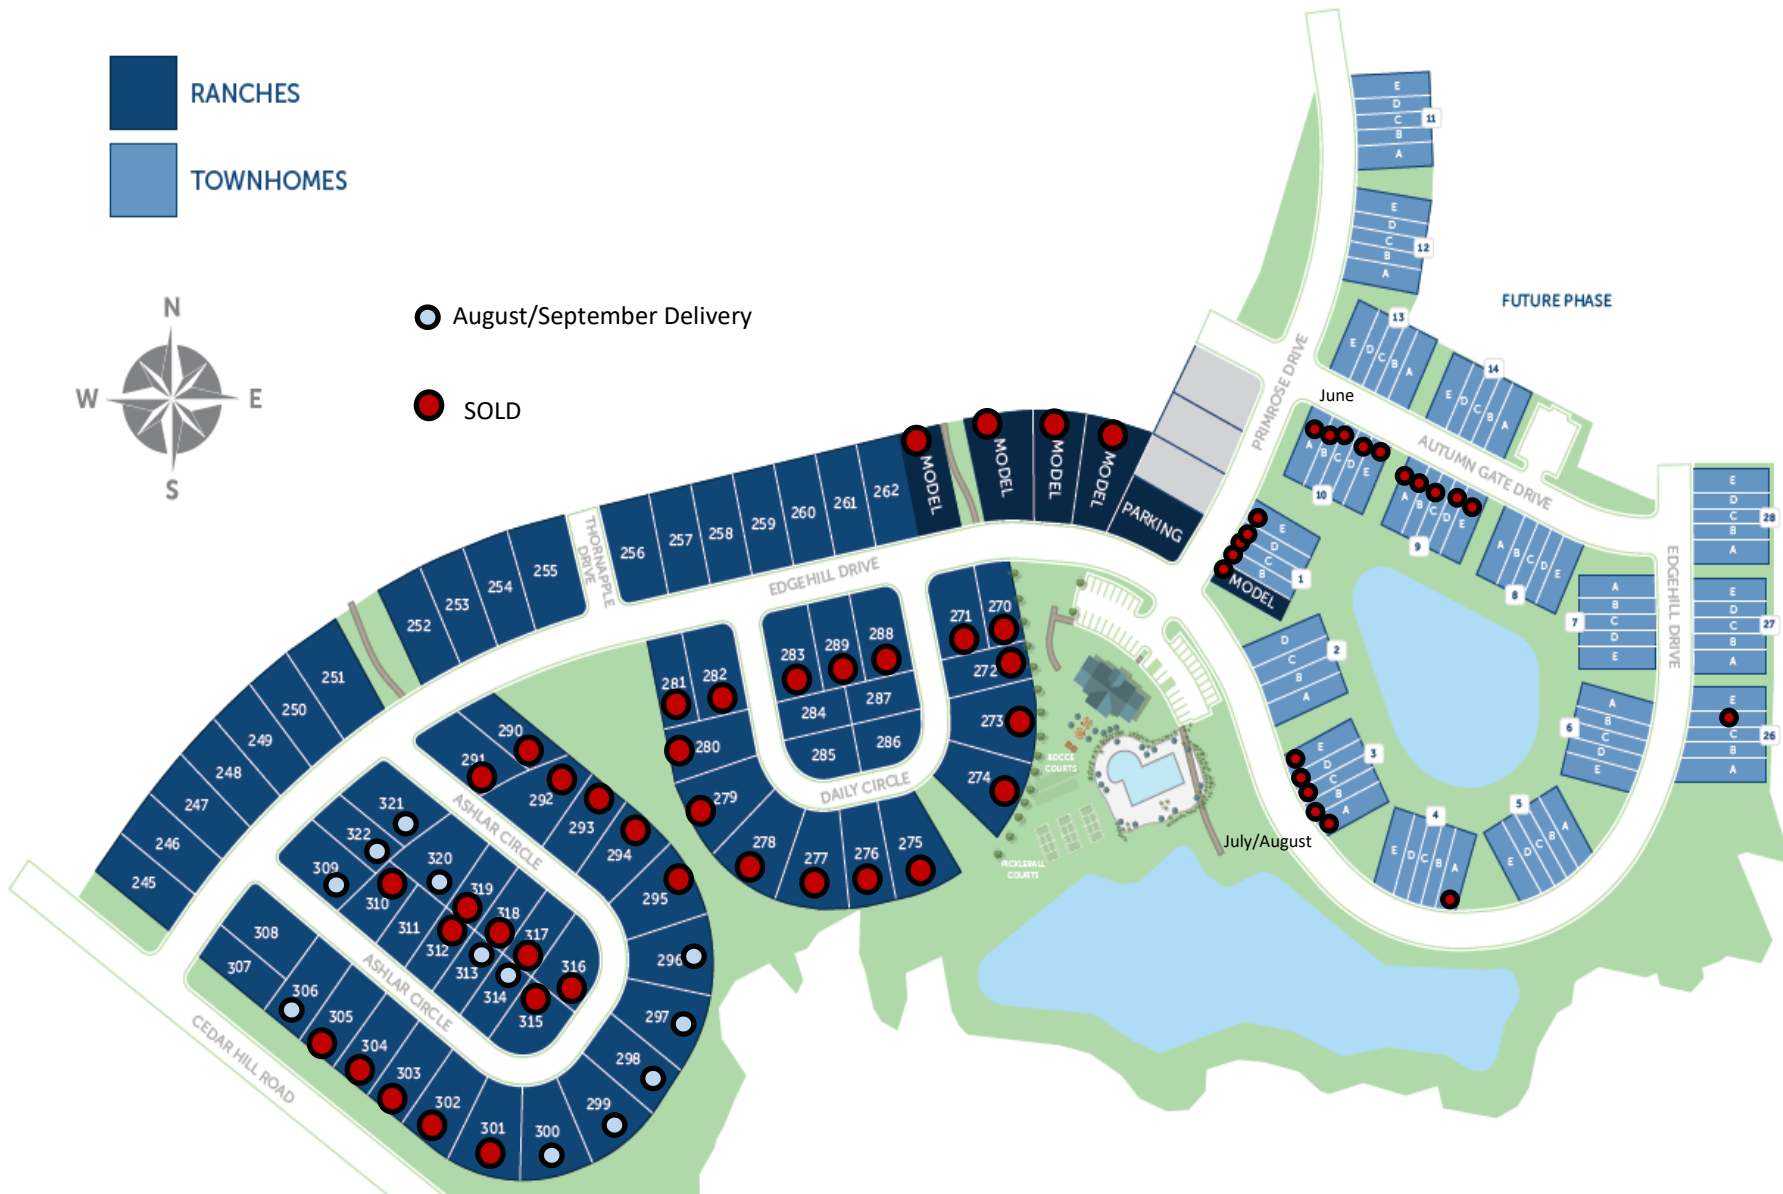 RANCHES
TOWNHOMES
N
W
E
S
August/September Delivery
SOLD
FUTURE PHASE
June
July/August
PRIMROSE DRIVE
AUTUMN GATE DRIVE
EDGEHILL DRIVE
EDGEHILL DRIVE
THORNAPPLE
DRIVE
DAILY CIRCLE
ASHLAR CIRCLE
ASHLAR CIRCLE
CEDAR HILL ROAD
MODEL
MODEL
MODEL
MODEL
PARKING
BOCCE
COURTS
PICKLEBALL
COURTS
245
246
247
248
249
250
251
252
253
254
255
256
257
258
259
260
261
262
270
271
272
273
274
275
276
277
278
279
280
281
282
283
289
288
284
287
285
286
290
291
292
293
294
295
296
297
298
299
300
301
302
303
304
305
306
307
308
309
310
311
312
313
314
315
316
317
318
319
320
321
322
E
D
C
B
A
11
E
D
C
B
A
12
13
E D C B A
14
E D C B A
A B C D E
10
A B C D E
9
A B C D E
8
E
D
C
B
MODEL
1
D
C
B
A
2
E
D
C
B
A
3
4
E D C B A
5
E D C B A
A
B
C
D
E
6
A
B
C
D
E
7
E
D
C
B
A
28
E
D
C
B
A
27
E
C
B
A
26